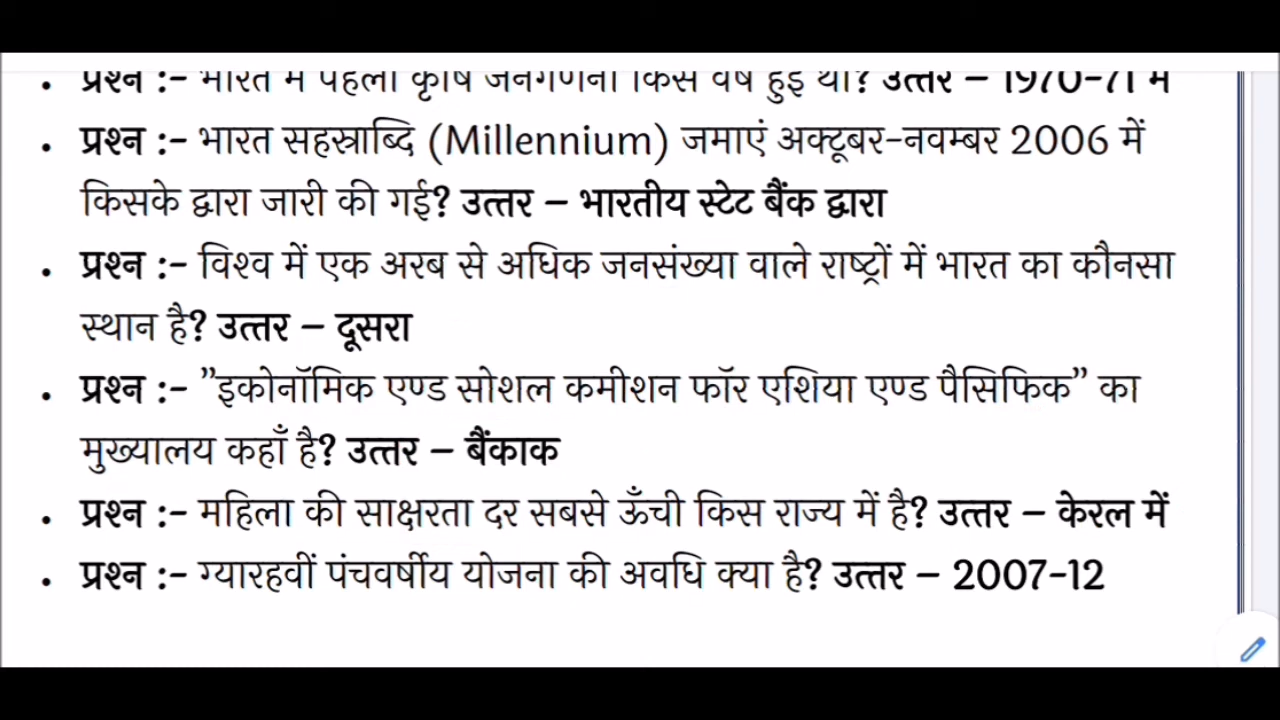 • प्रश्न :- भारत में पहली कृषि जनगणना किस वर्ष हुई थी? उत्तर – 1970-71 में
• प्रश्न :- भारत सहस्राब्दि (Millennium) जमाएं अक्टूबर-नवम्बर 2006 में
किसके द्वारा जारी की गई? उत्तर – भारतीय स्टेट बैंक द्वारा
• प्रश्न :- विश्व में एक अरब से अधिक जनसंख्या वाले राष्ट्रों में भारत का कौनसा
स्थान है? उत्तर – दूसरा
• प्रश्न :- ”इकोनॉमिक एण्ड सोशल कमीशन फॉर एशिया एण्ड पैसिफिक” का
मुख्यालय कहाँ है? उत्तर – बैंकाक
• प्रश्न :- महिला की साक्षरता दर सबसे ऊँची किस राज्य में है? उत्तर – केरल में
• प्रश्न :- ग्यारहवीं पंचवर्षीय योजना की अवधि क्या है? उत्तर – 2007-12